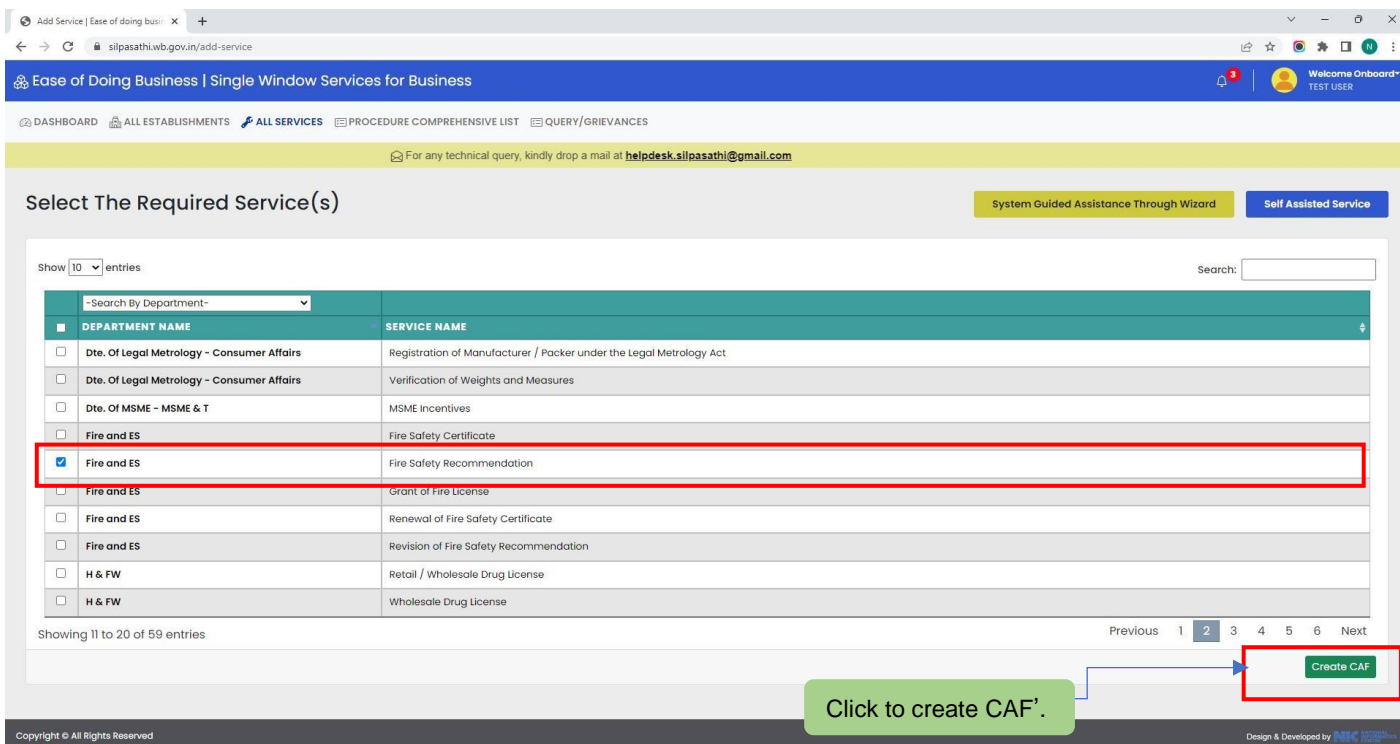 Add Service | Ease of doing busin
silpasathi.wb.gov.in/add-service
N
Ease of Doing Business | Single Window Services for Business
3
Welcome Onboard
TEST USER
DASHBOARD ALL ESTABLISHMENTS ALL SERVICES PROCEDURE COMPREHENSIVE LIST QUERY/GRIEVANCES
For any technical query, kindly drop a mail at helpdesk.silpasathi@gmail.com
Select The Required Service(s)
System Guided Assistance Through Wizard
Self Assisted Service
Show 10 entries
Search:
-Search By Department-
DEPARTMENT NAME SERVICE NAME
Dte. Of Legal Metrology - Consumer Affairs Registration of Manufacturer / Packer under the Legal Metrology Act
Dte. Of Legal Metrology - Consumer Affairs Verification of Weights and Measures
Dte. Of MSME - MSME & T MSME Incentives
Fire and ES Fire Safety Certificate
Fire and ES Fire Safety Recommendation
Fire and ES Grant of Fire License
Fire and ES Renewal of Fire Safety Certificate
Fire and ES Revision of Fire Safety Recommendation
H & FW Retail / Wholesale Drug License
H & FW Wholesale Drug License
Showing 11 to 20 of 59 entries
Previous 1 2 3 4 5 6 Next
Create CAF
Click to create CAF’.
Copyright © All Rights Reserved
Design & Developed by NIC